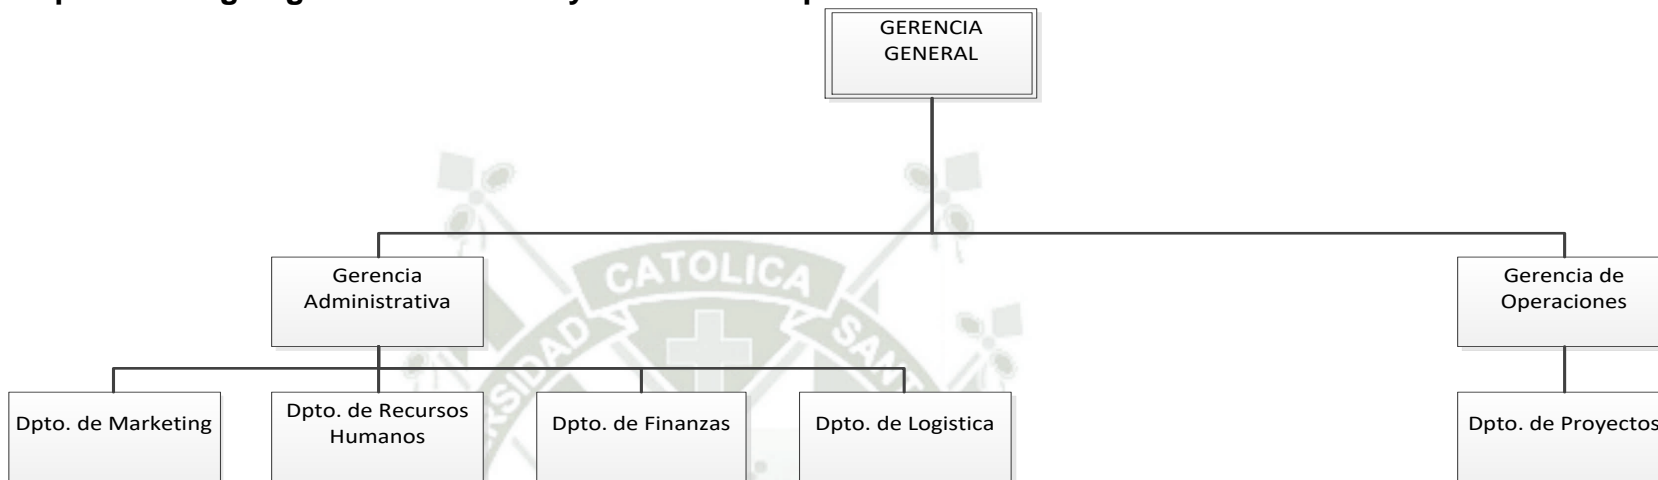 GERENCIA
GENERAL
Gerencia
Administrativa
Gerencia de
Operaciones
Dpto. de Marketing
Dpto. de Recursos
Humanos
Dpto. de Finanzas
Dpto. de Logistica
Dpto. de Proyectos
CATOLICA